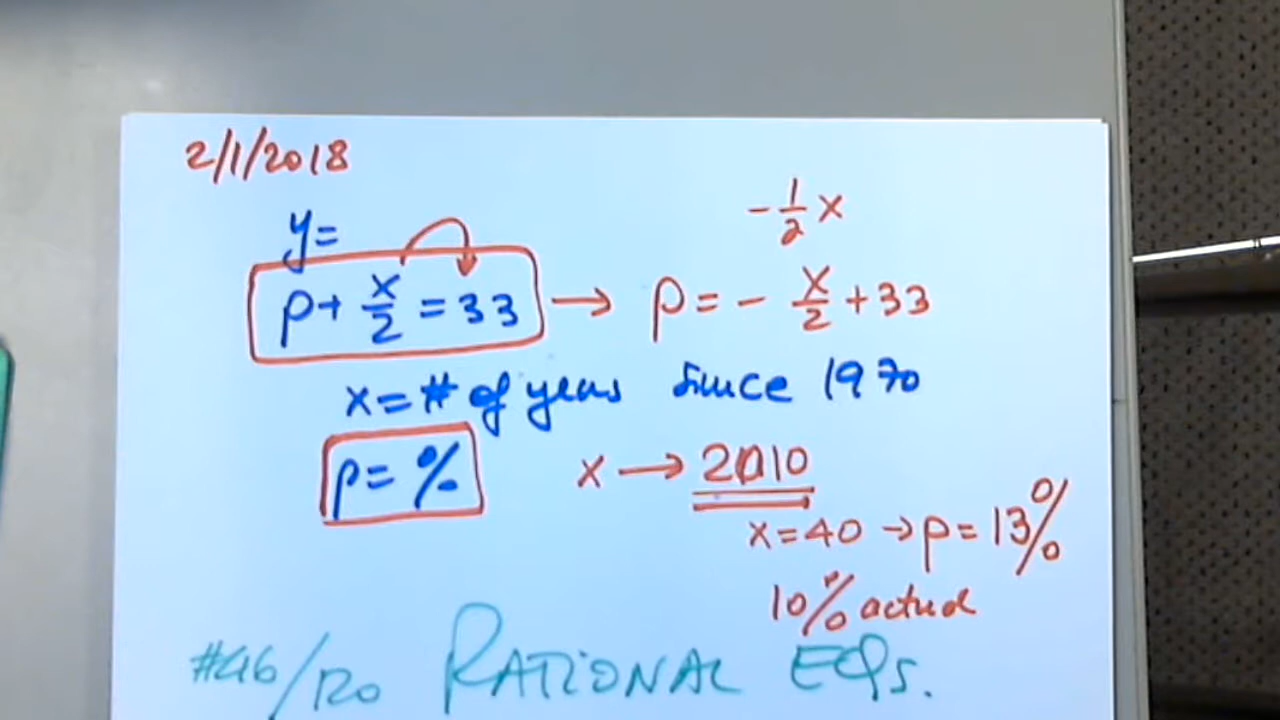 2/1/2018
y=
-1/2 x
p+ x/2 = 33 → p = - x/2 + 33
x = # of years since 1970
p = %
x → 2010
x = 40 → p = 13%
10% actual
#46/120 RATIONAL EQs.